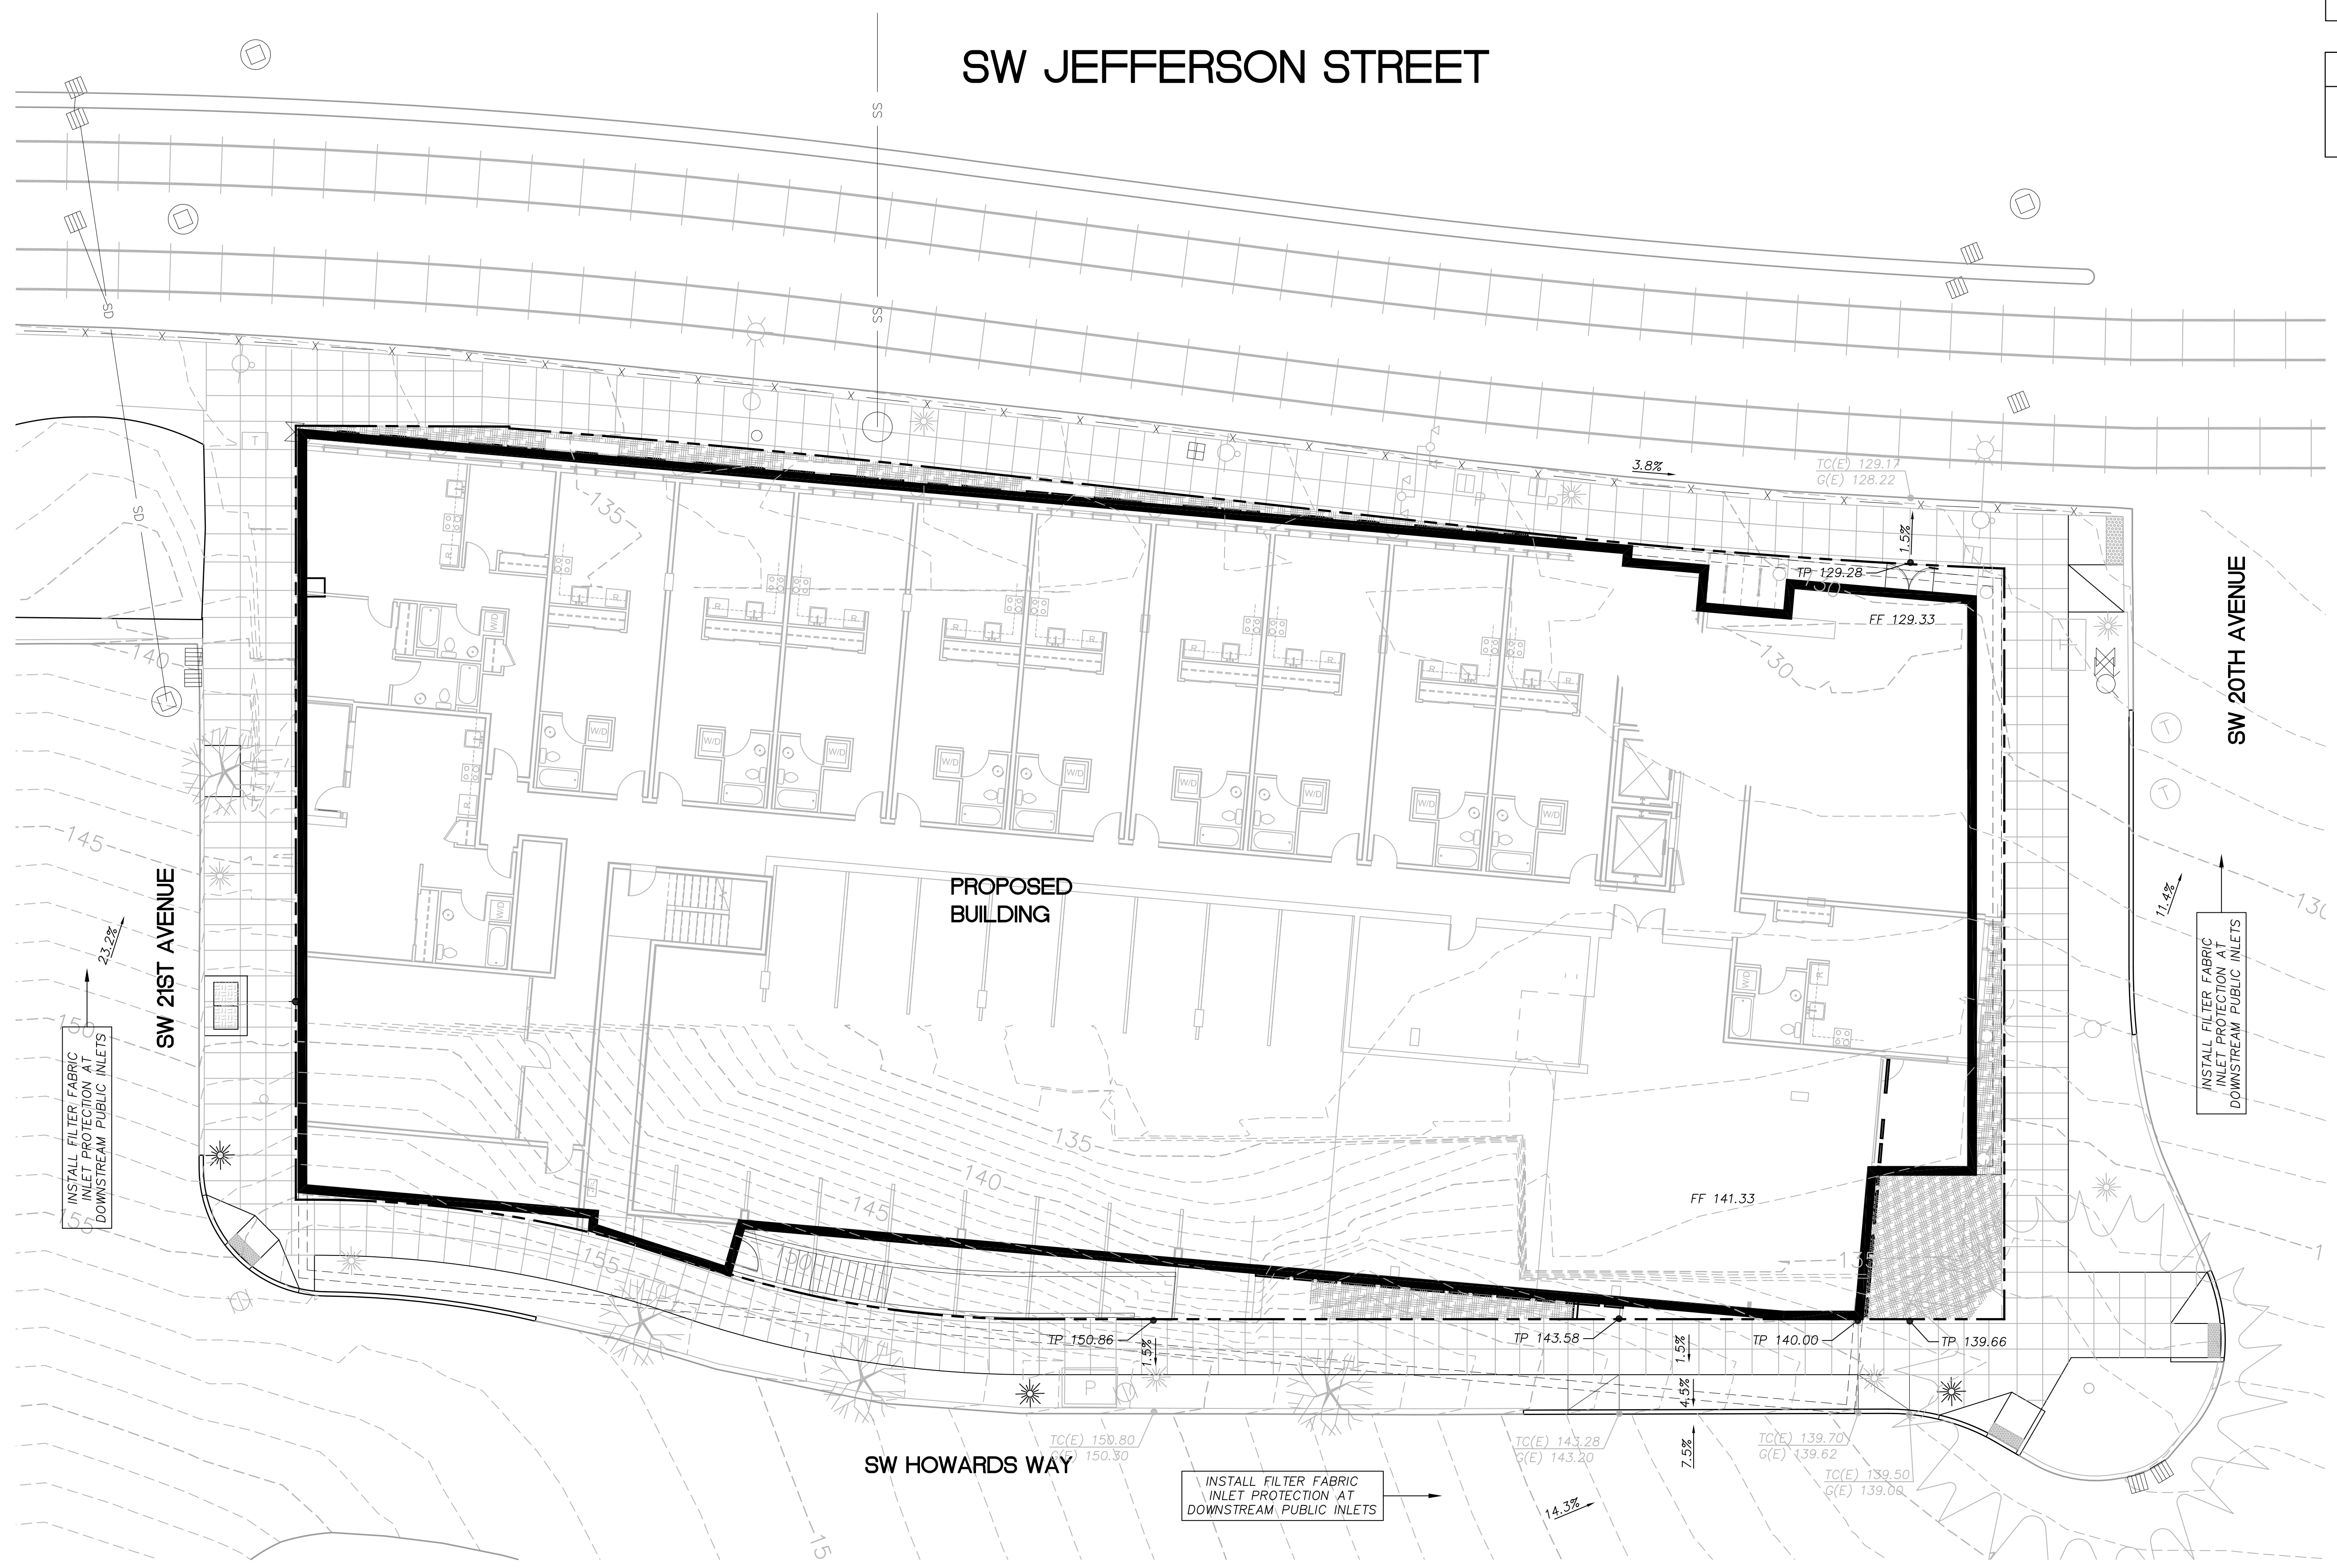 SW JEFFERSON STREET
SS
SS
SD
SD
T
3.8%
TC(E) 129.17
G(E) 128.22
1.5%
TP 129.28
130
FF 129.33
130
135
R
R
R
R
R
R
R
R
R
R
W/D
W/D
W/D
W/D
W/D
W/D
W/D
W/D
W/D
W/D
R
W/D
W/D
R
140
145
150
155
SW 20TH AVENUE
T
T
T
11.4%
130
INSTALL FILTER FABRIC
INLET PROTECTION AT
DOWNSTREAM PUBLIC INLETS
SW 21ST AVENUE
23.2%
INSTALL FILTER FABRIC
INLET PROTECTION AT
DOWNSTREAM PUBLIC INLETS
PROPOSED
BUILDING
135
140
145
155
FF 141.33
TP 150.86
1.5%
TP 143.58
1.5%
TP 140.00
TP 139.66
P
4.5%
7.5%
TC(E) 150.80
G(E) 150.30
TC(E) 143.28
G(E) 143.20
TC(E) 139.70
G(E) 139.62
TC(E) 139.50
G(E) 139.00
SW HOWARDS WAY
INSTALL FILTER FABRIC
INLET PROTECTION AT
DOWNSTREAM PUBLIC INLETS
14.3%
15